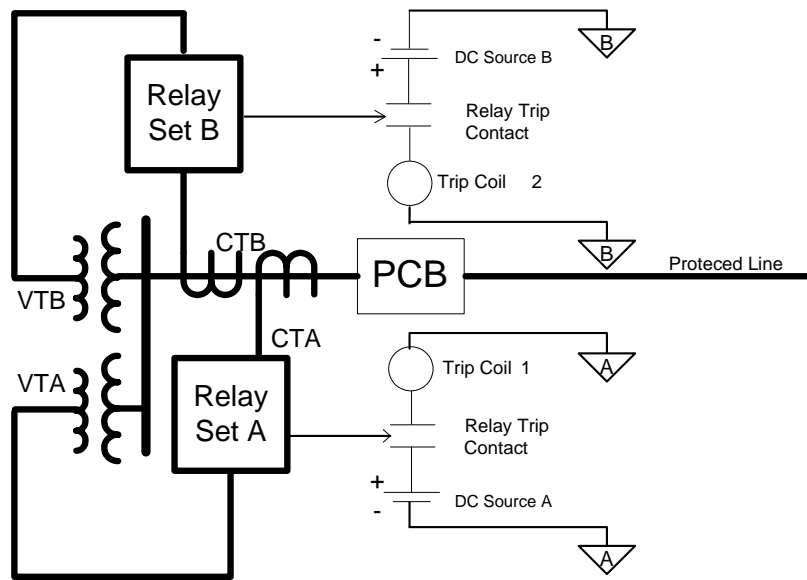 -
+
DC Source B
B
Relay
Set B
Relay Trip
Contact
Trip Coil 2
B
CTB
PCB
Proteced Line
VTB
CTA
VTA
Relay
Set A
Trip Coil 1
A
Relay Trip
Contact
+
-
DC Source A
A